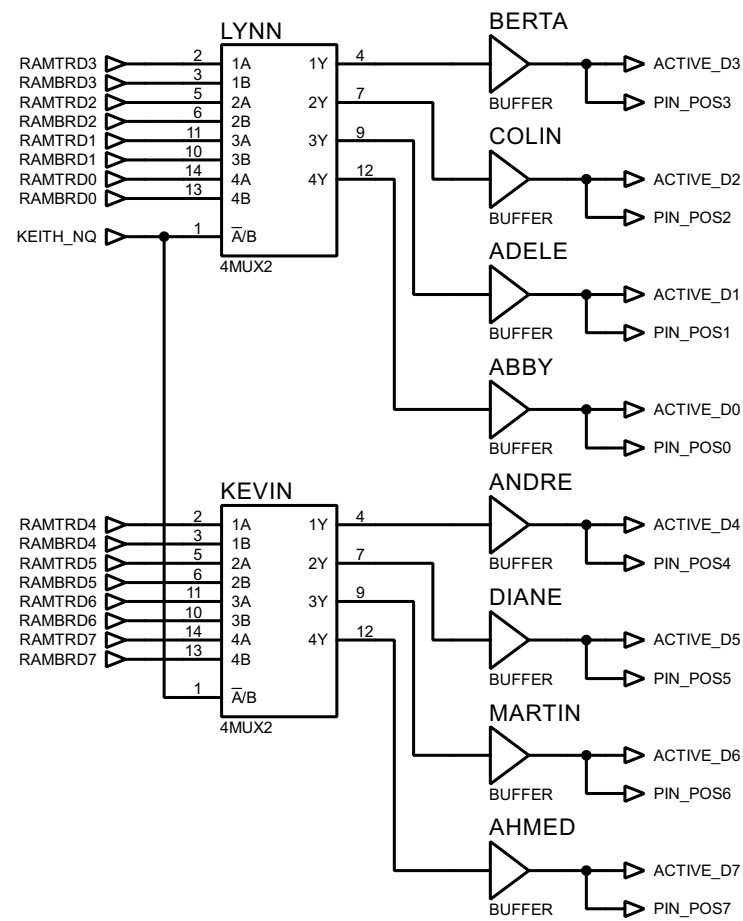 LYNN
RAMTRD3 2 1A 1Y 4
RAMBRD3 3 1B
RAMTRD2 5 2A 2Y 7
RAMBRD2 6 2B
RAMTRD1 11 3A 3Y 9
RAMBRD1 10 3B
RAMTRD0 14 4A 4Y 12
RAMBRD0 13 4B
KEITH_NQ 1 A/B
4MUX2
BERTA
BUFFER
ACTIVE_D3
PIN_POS3
COLIN
BUFFER
ACTIVE_D2
PIN_POS2
ADELE
BUFFER
ACTIVE_D1
PIN_POS1
ABBY
BUFFER
ACTIVE_D0
PIN_POS0
KEVIN
RAMTRD4 2 1A 1Y 4
RAMBRD4 3 1B
RAMTRD5 5 2A 2Y 7
RAMBRD5 6 2B
RAMTRD6 11 3A 3Y 9
RAMBRD6 10 3B
RAMTRD7 14 4A 4Y 12
RAMBRD7 13 4B
1 A/B
4MUX2
ANDRE
BUFFER
ACTIVE_D4
PIN_POS4
DIANE
BUFFER
ACTIVE_D5
PIN_POS5
MARTIN
BUFFER
ACTIVE_D6
PIN_POS6
AHMED
BUFFER
ACTIVE_D7
PIN_POS7